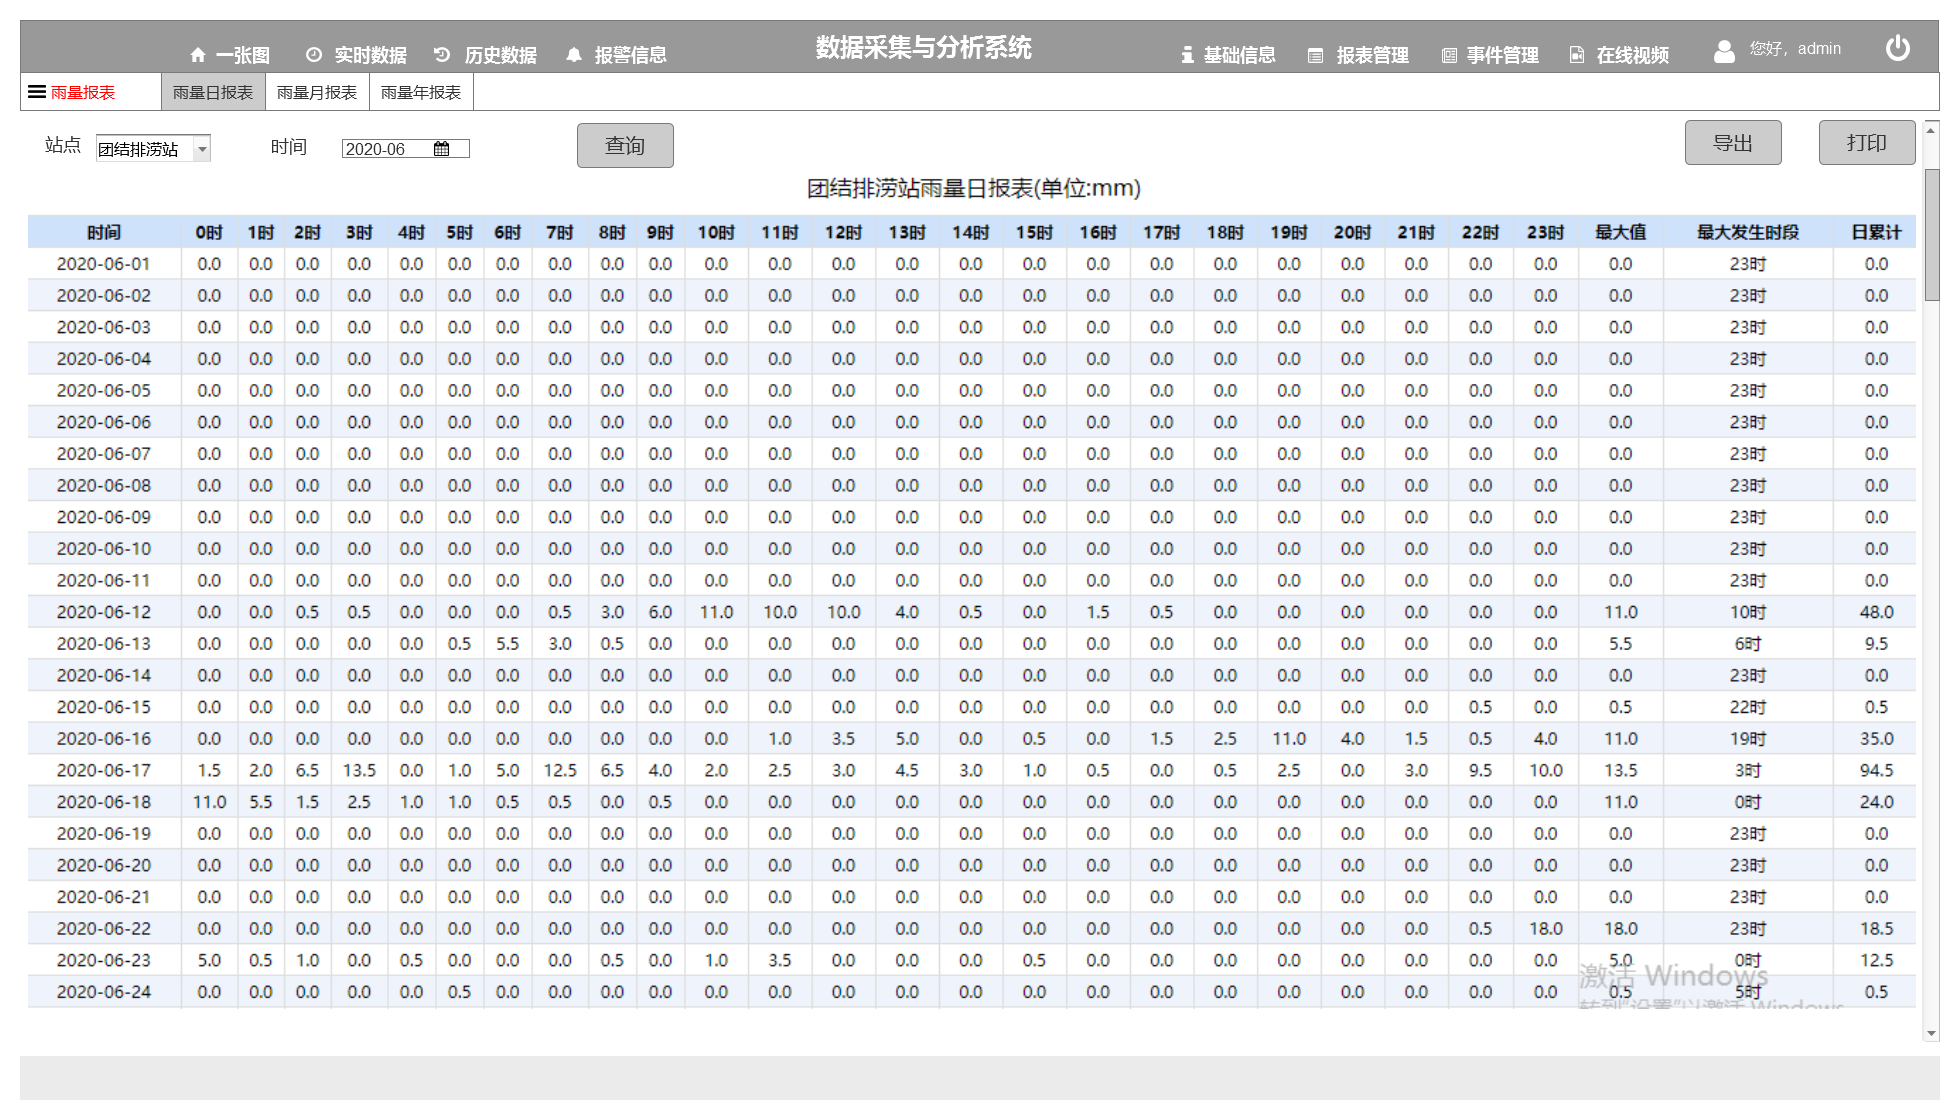 一张图 实时数据 历史数据 报警信息 数据采集与分析系统 基础信息 报表管理 事件管理 在线视频 您好，admin
雨量报表 雨量日报表 雨量月报表 雨量年报表
站点 团结排涝站 时间 2020-06 查询 导出 打印
团结排涝站雨量日报表(单位:mm)
时间 0时 1时 2时 3时 4时 5时 6时 7时 8时 9时 10时 11时 12时 13时 14时 15时 16时 17时 18时 19时 20时 21时 22时 23时 最大值 最大发生时段 日累计
2020-06-01 0.0 0.0 0.0 0.0 0.0 0.0 0.0 0.0 0.0 0.0 0.0 0.0 0.0 0.0 0.0 0.0 0.0 0.0 0.0 0.0 0.0 0.0 0.0 0.0 0.0 23时 0.0
2020-06-02 0.0 0.0 0.0 0.0 0.0 0.0 0.0 0.0 0.0 0.0 0.0 0.0 0.0 0.0 0.0 0.0 0.0 0.0 0.0 0.0 0.0 0.0 0.0 0.0 0.0 23时 0.0
2020-06-03 0.0 0.0 0.0 0.0 0.0 0.0 0.0 0.0 0.0 0.0 0.0 0.0 0.0 0.0 0.0 0.0 0.0 0.0 0.0 0.0 0.0 0.0 0.0 0.0 0.0 23时 0.0
2020-06-04 0.0 0.0 0.0 0.0 0.0 0.0 0.0 0.0 0.0 0.0 0.0 0.0 0.0 0.0 0.0 0.0 0.0 0.0 0.0 0.0 0.0 0.0 0.0 0.0 0.0 23时 0.0
2020-06-05 0.0 0.0 0.0 0.0 0.0 0.0 0.0 0.0 0.0 0.0 0.0 0.0 0.0 0.0 0.0 0.0 0.0 0.0 0.0 0.0 0.0 0.0 0.0 0.0 0.0 23时 0.0
2020-06-06 0.0 0.0 0.0 0.0 0.0 0.0 0.0 0.0 0.0 0.0 0.0 0.0 0.0 0.0 0.0 0.0 0.0 0.0 0.0 0.0 0.0 0.0 0.0 0.0 0.0 23时 0.0
2020-06-07 0.0 0.0 0.0 0.0 0.0 0.0 0.0 0.0 0.0 0.0 0.0 0.0 0.0 0.0 0.0 0.0 0.0 0.0 0.0 0.0 0.0 0.0 0.0 0.0 0.0 23时 0.0
2020-06-08 0.0 0.0 0.0 0.0 0.0 0.0 0.0 0.0 0.0 0.0 0.0 0.0 0.0 0.0 0.0 0.0 0.0 0.0 0.0 0.0 0.0 0.0 0.0 0.0 0.0 23时 0.0
2020-06-09 0.0 0.0 0.0 0.0 0.0 0.0 0.0 0.0 0.0 0.0 0.0 0.0 0.0 0.0 0.0 0.0 0.0 0.0 0.0 0.0 0.0 0.0 0.0 0.0 0.0 23时 0.0
2020-06-10 0.0 0.0 0.0 0.0 0.0 0.0 0.0 0.0 0.0 0.0 0.0 0.0 0.0 0.0 0.0 0.0 0.0 0.0 0.0 0.0 0.0 0.0 0.0 0.0 0.0 23时 0.0
2020-06-11 0.0 0.0 0.0 0.0 0.0 0.0 0.0 0.0 0.0 0.0 0.0 0.0 0.0 0.0 0.0 0.0 0.0 0.0 0.0 0.0 0.0 0.0 0.0 0.0 0.0 23时 0.0
2020-06-12 0.0 0.0 0.5 0.5 0.0 0.0 0.0 0.5 3.0 6.0 11.0 10.0 10.0 4.0 0.5 0.0 1.5 0.5 0.0 0.0 0.0 0.0 0.0 0.0 11.0 10时 48.0
2020-06-13 0.0 0.0 0.0 0.0 0.0 0.5 5.5 3.0 0.5 0.0 0.0 0.0 0.0 0.0 0.0 0.0 0.0 0.0 0.0 0.0 0.0 0.0 0.0 0.0 5.5 6时 9.5
2020-06-14 0.0 0.0 0.0 0.0 0.0 0.0 0.0 0.0 0.0 0.0 0.0 0.0 0.0 0.0 0.0 0.0 0.0 0.0 0.0 0.0 0.0 0.0 0.0 0.0 0.0 23时 0.0
2020-06-15 0.0 0.0 0.0 0.0 0.0 0.0 0.0 0.0 0.0 0.0 0.0 0.0 0.0 0.0 0.0 0.0 0.0 0.0 0.0 0.0 0.0 0.0 0.5 0.0 0.5 22时 0.5
2020-06-16 0.0 0.0 0.0 0.0 0.0 0.0 0.0 0.0 0.0 0.0 0.0 1.0 3.5 5.0 0.0 0.5 0.0 1.5 2.5 11.0 4.0 1.5 0.5 4.0 11.0 19时 35.0
2020-06-17 1.5 2.0 6.5 13.5 0.0 1.0 5.0 12.5 6.5 4.0 2.0 2.5 3.0 4.5 3.0 1.0 0.5 0.0 0.5 2.5 0.0 3.0 9.5 10.0 13.5 3时 94.5
2020-06-18 11.0 5.5 1.5 2.5 1.0 1.0 0.5 0.5 0.0 0.5 0.0 0.0 0.0 0.0 0.0 0.0 0.0 0.0 0.0 0.0 0.0 0.0 0.0 0.0 11.0 0时 24.0
2020-06-19 0.0 0.0 0.0 0.0 0.0 0.0 0.0 0.0 0.0 0.0 0.0 0.0 0.0 0.0 0.0 0.0 0.0 0.0 0.0 0.0 0.0 0.0 0.0 0.0 0.0 23时 0.0
2020-06-20 0.0 0.0 0.0 0.0 0.0 0.0 0.0 0.0 0.0 0.0 0.0 0.0 0.0 0.0 0.0 0.0 0.0 0.0 0.0 0.0 0.0 0.0 0.0 0.0 0.0 23时 0.0
2020-06-21 0.0 0.0 0.0 0.0 0.0 0.0 0.0 0.0 0.0 0.0 0.0 0.0 0.0 0.0 0.0 0.0 0.0 0.0 0.0 0.0 0.0 0.0 0.0 0.0 0.0 23时 0.0
2020-06-22 0.0 0.0 0.0 0.0 0.0 0.0 0.0 0.0 0.0 0.0 0.0 0.0 0.0 0.0 0.0 0.0 0.0 0.0 0.0 0.0 0.0 0.0 0.5 18.0 18.0 23时 18.5
2020-06-23 5.0 0.5 1.0 0.0 0.5 0.0 0.0 0.0 0.5 0.0 1.0 3.5 0.0 0.0 0.0 0.5 0.0 0.0 0.0 0.0 0.0 0.0 0.0 0.0 5.0 0时 12.5
激活 Windows
2020-06-24 0.0 0.0 0.0 0.0 0.0 0.5 0.0 0.0 0.0 0.0 0.0 0.0 0.0 0.0 0.0 0.0 0.0 0.0 0.0 0.0 0.0 0.0 0.0 0.0 0.5 5时 0.5
转到"设置"以激活 Windows